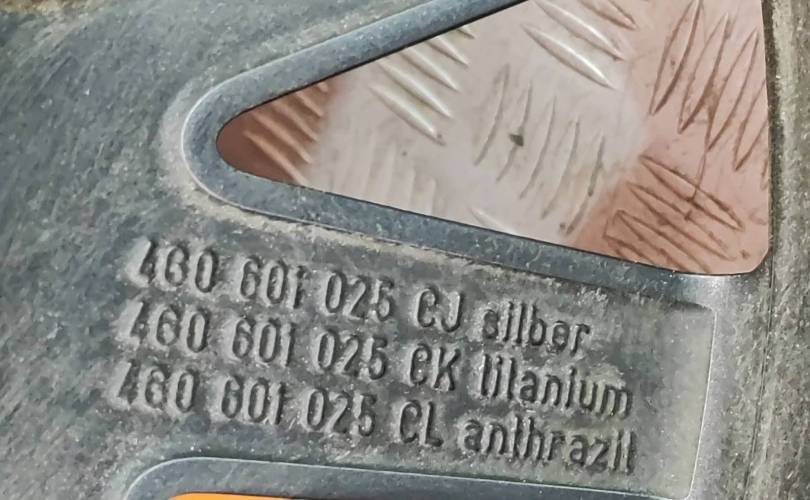 4G0 601 025 CJ silber
4G0 601 025 CK titanium
4G0 601 025 CL anthrazit